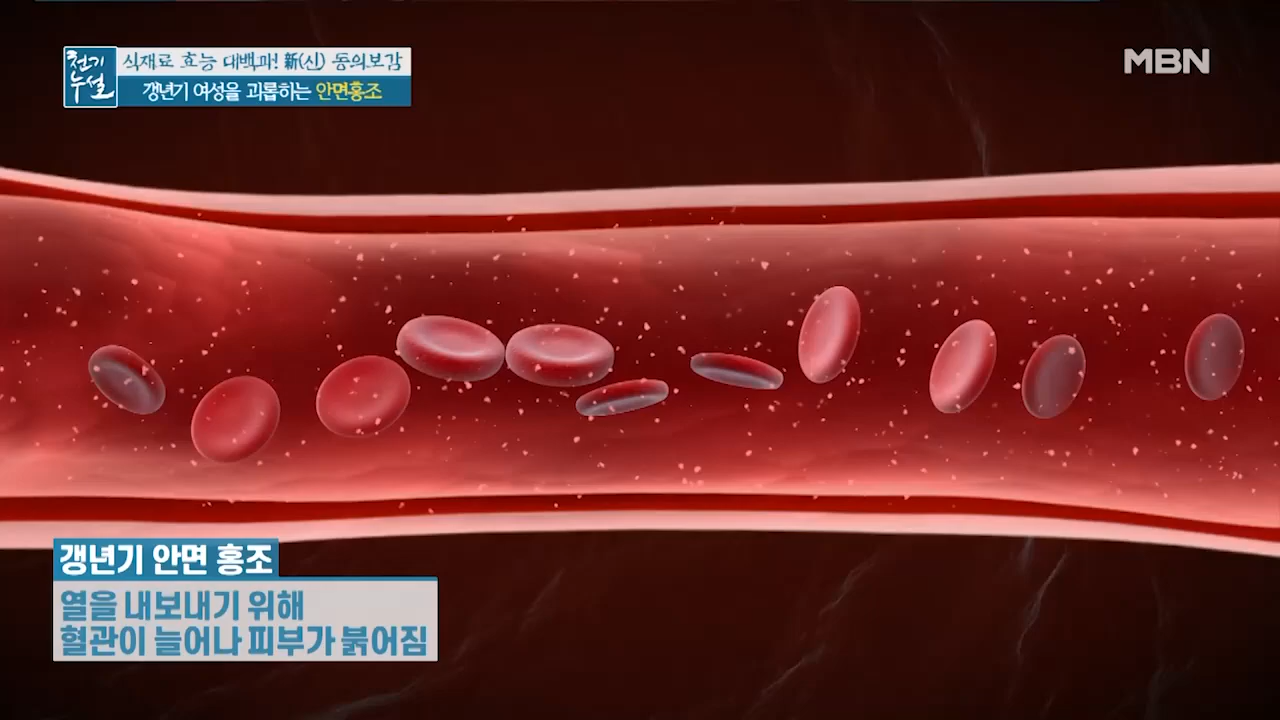 천기누설
식재료 효능 대백과! 新(신) 동의보감
갱년기 여성을 괴롭히는 안면홍조
MBN
갱년기 안면 홍조
열을 내보내기 위해
혈관이 늘어나 피부가 붉어짐